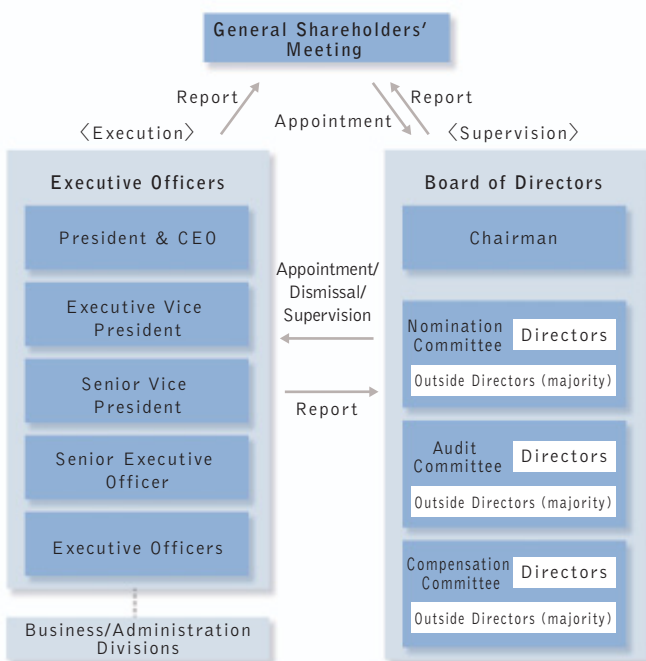 General Shareholders'
Meeting
Report
Appointment
Report
〈Execution〉
〈Supervision〉
Executive Officers
President & CEO
Executive Vice
President
Senior Vice
President
Senior Executive
Officer
Executive Officers
Business/Administration
Divisions
Appointment/
Dismissal/
Supervision
Report
Board of Directors
Chairman
Nomination
Committee
Directors
Outside Directors (majority)
Audit
Committee
Directors
Outside Directors (majority)
Compensation
Committee
Directors
Outside Directors (majority)